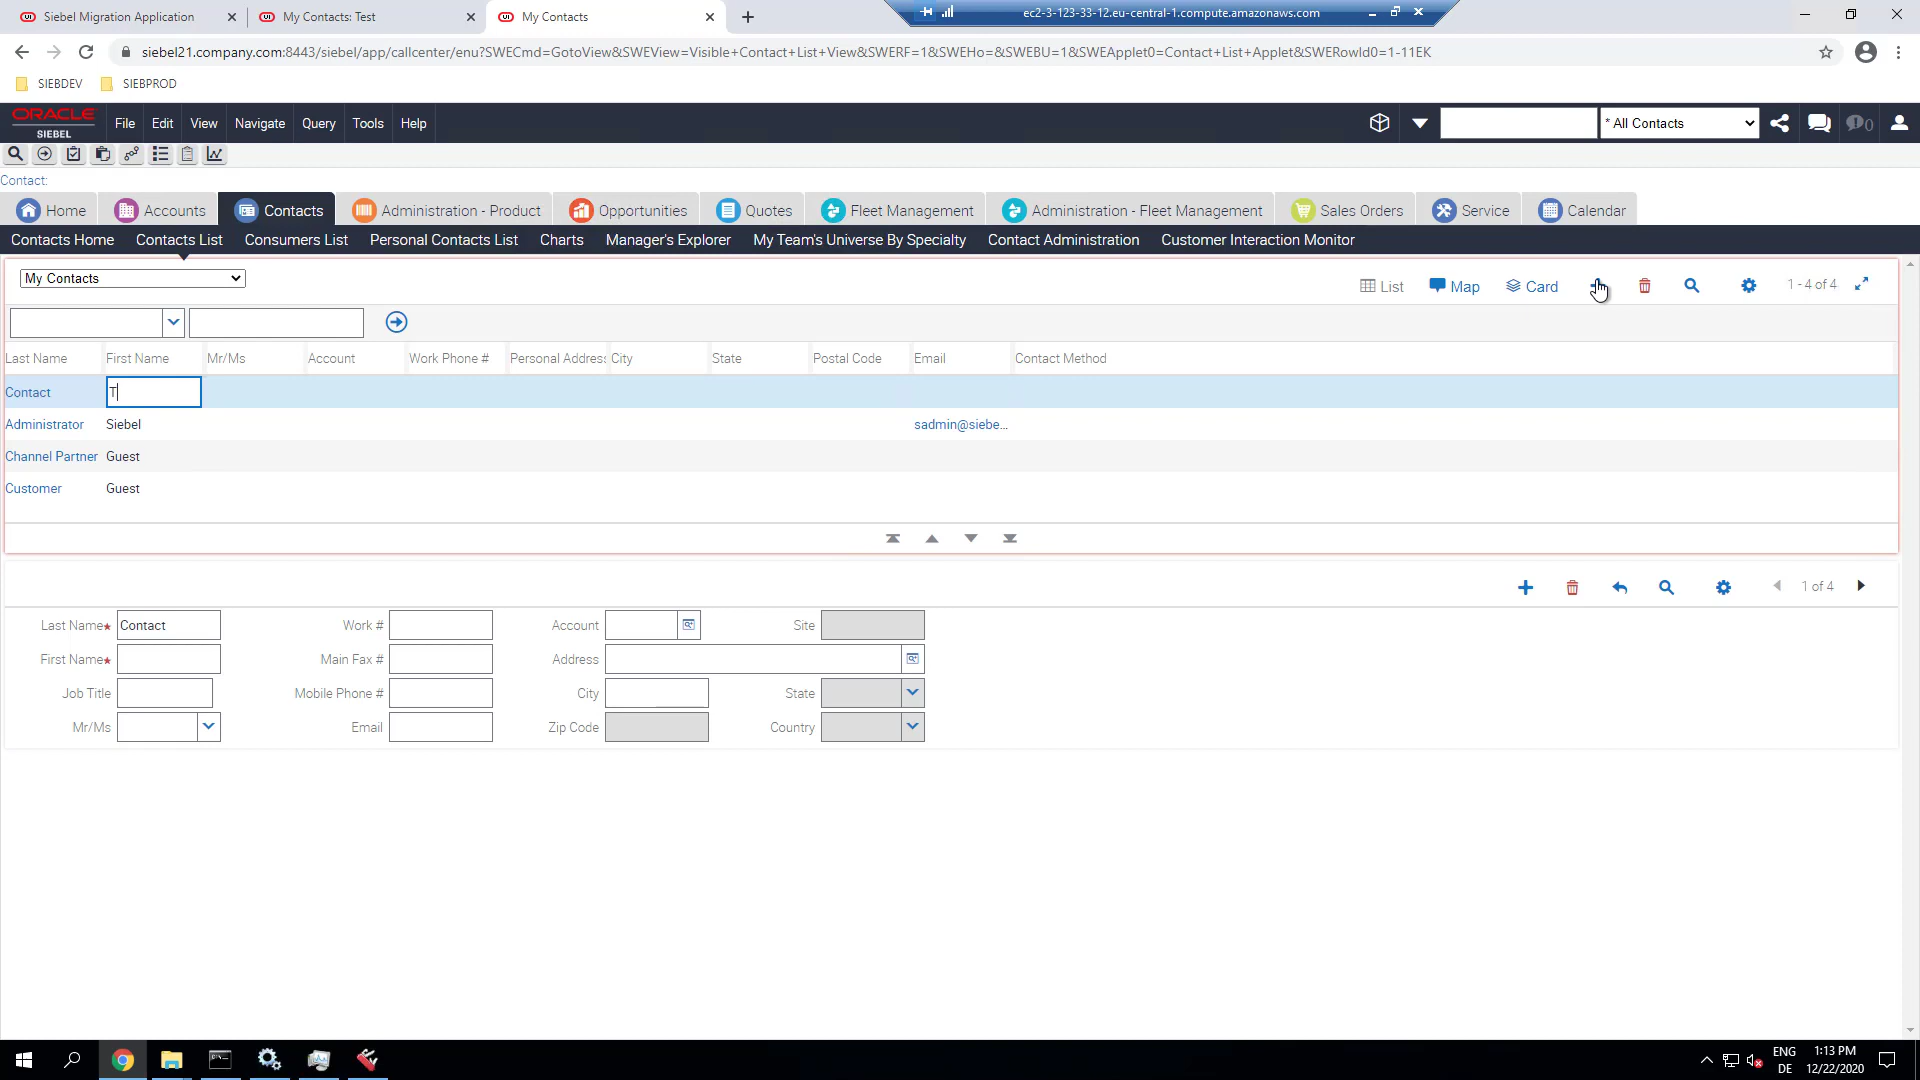 Siebel Migration Application
My Contacts: Test
My Contacts
ec2-3-123-33-12.eu-central-1.compute.amazonaws.com
siebel21.company.com:8443/siebel/app/callcenter/enu?SWECmd=GotoView&SWEView=Visible+Contact+List+View&SWERF=1&SWEHo=&SWEBU=1&SWEApplet0=Contact+List+Applet&SWERowId0=1-11EK
SIEBDEV SIEBPROD
ORACLE
SIEBEL
File Edit View Navigate Query Tools Help
* All Contacts
0
Contact:
Home Accounts Contacts Administration - Product Opportunities Quotes Fleet Management Administration - Fleet Management Sales Orders Service Calendar
Contacts Home Contacts List Consumers List Personal Contacts List Charts Manager's Explorer My Team's Universe By Specialty Contact Administration Customer Interaction Monitor
My Contacts
List Map Card 1 - 4 of 4
Last Name First Name Mr/Ms Account Work Phone # Personal Address City State Postal Code Email Contact Method
Contact T
Administrator Siebel sadmin@siebe...
Channel Partner Guest
Customer Guest
1 of 4
Last Name* Contact Work # Account Site
First Name* Main Fax # Address
Job Title Mobile Phone # City State
Mr/Ms Email Zip Code Country
ENG 1:13 PM
DE 12/22/2020